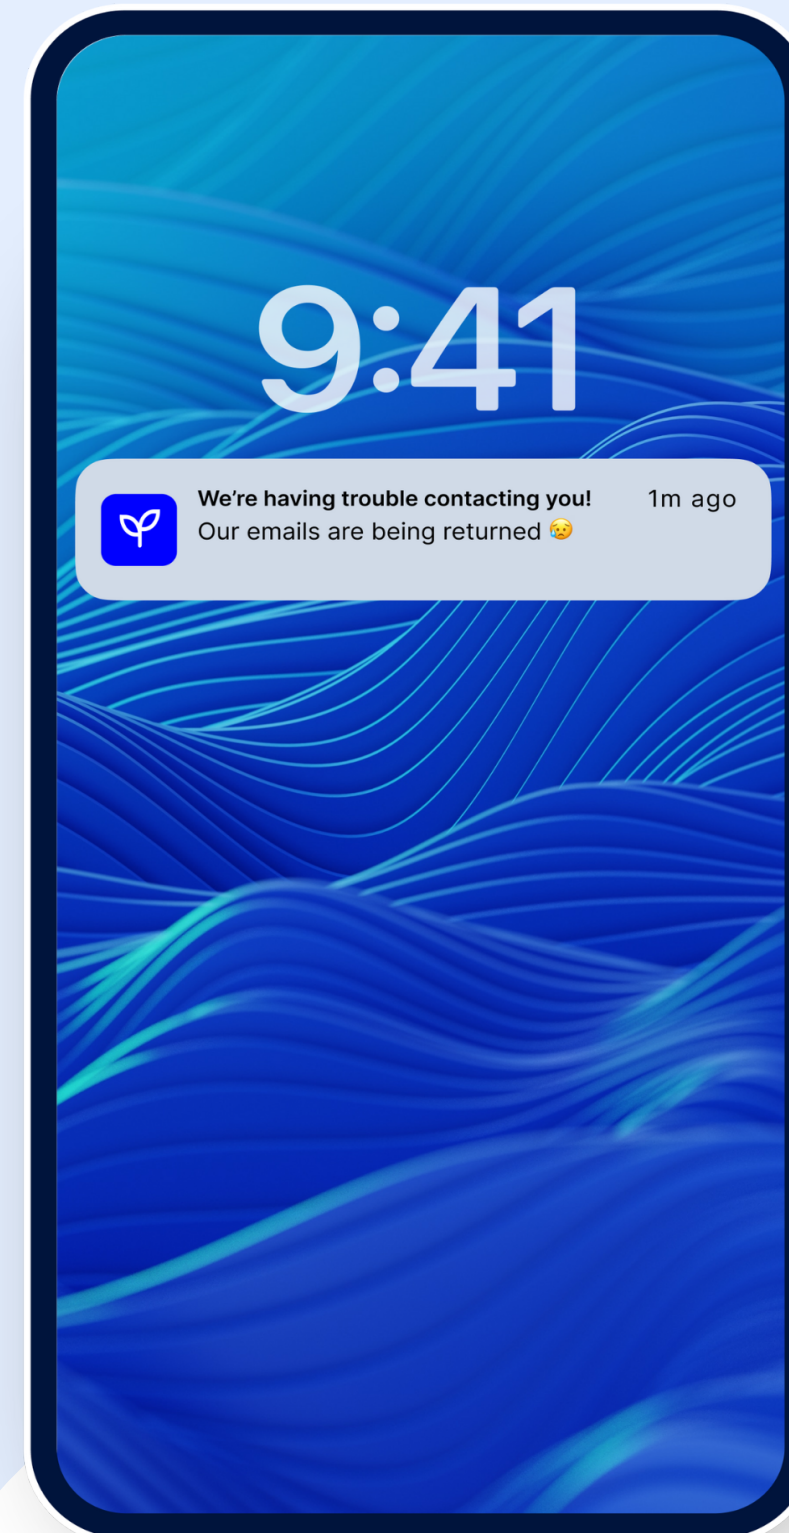 9:41
We’re having trouble contacting you! 1m ago
Our emails are being returned 😥